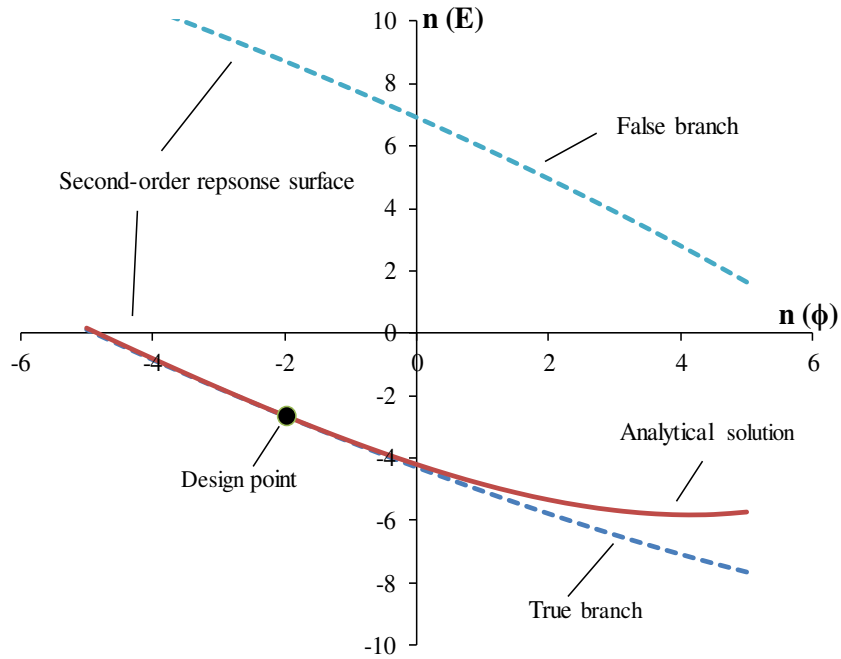 10
n (E)
8
False branch
6
Second-order repsonse surface
4
2
n (ϕ)
0
-6
-4
-2
0
2
4
6
-2
Analytical solution
-4
Design point
-6
-8
True branch
-10